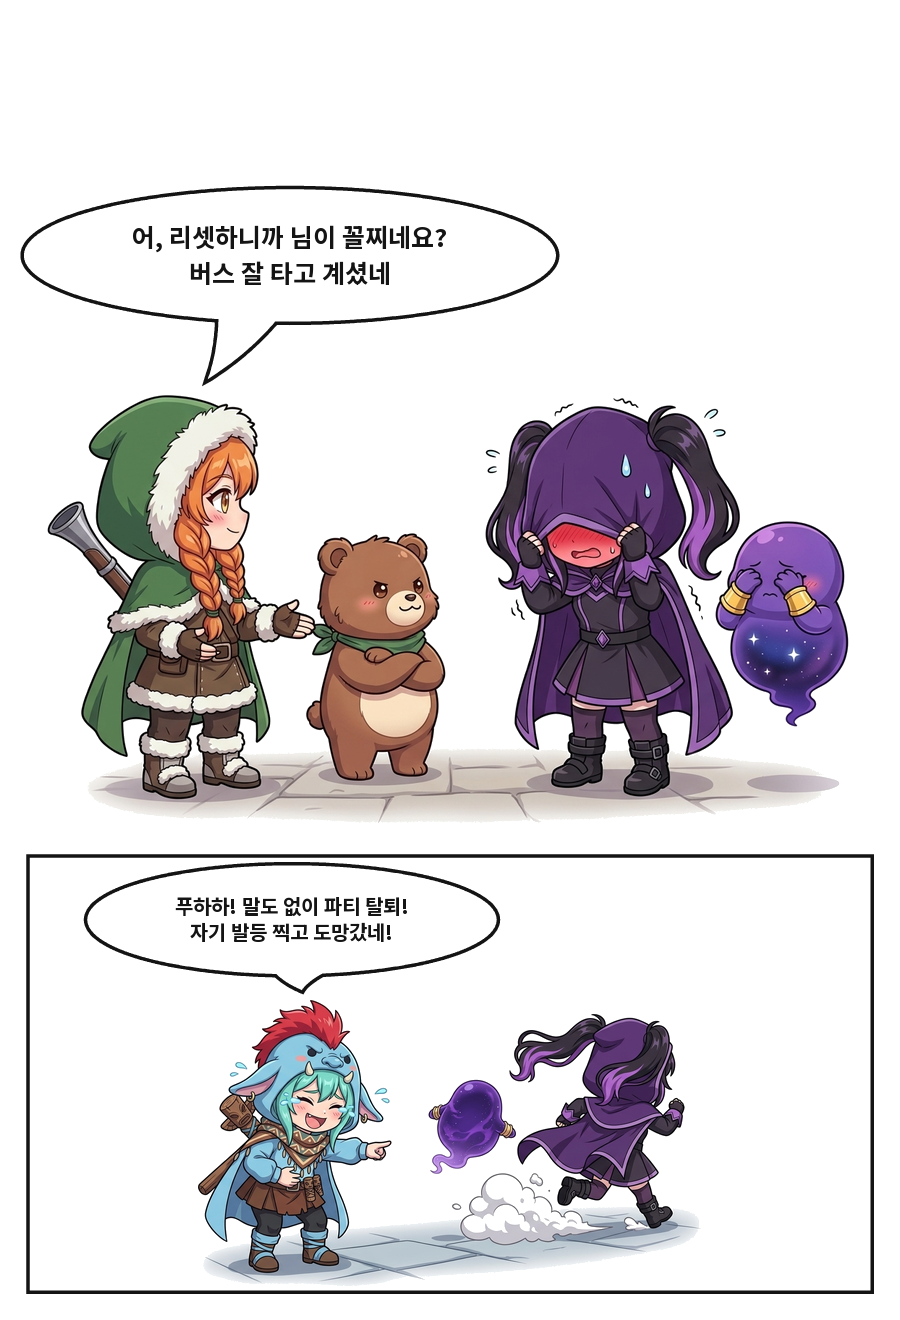 어, 리셋하니까 님이 꼴찌네요?
버스 잘 타고 계셨네
푸하하! 말도 없이 파티 탈퇴!
자기 발등 찍고 도망갔네!